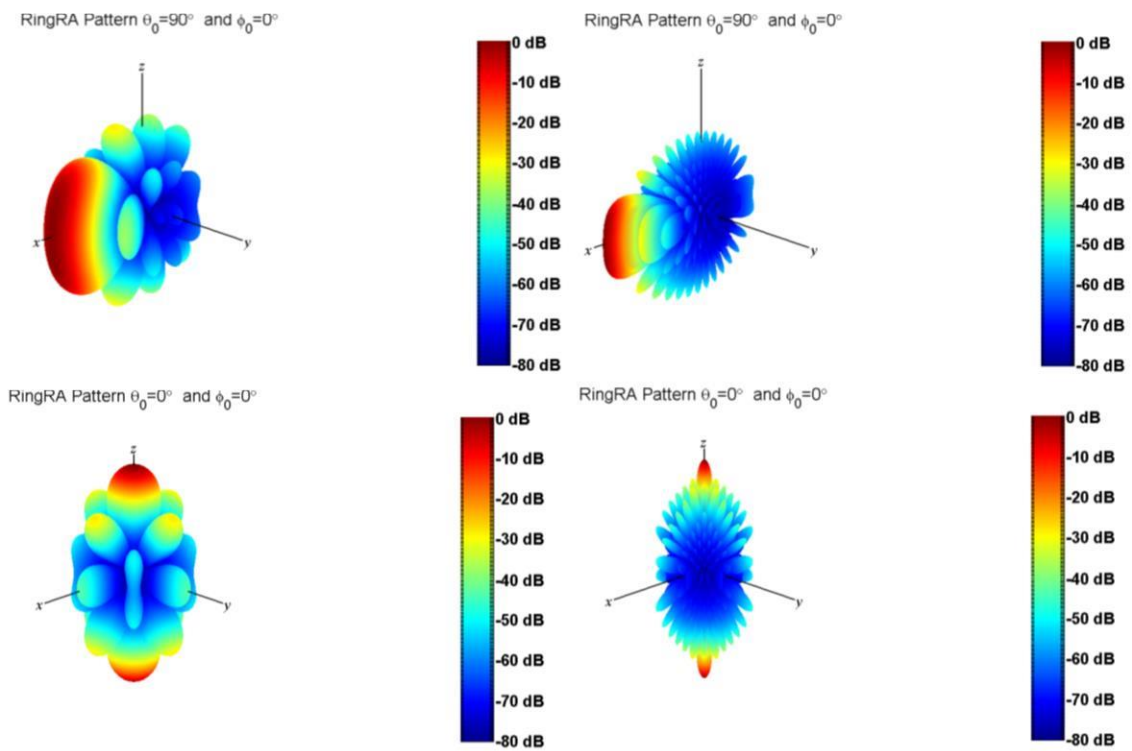 RingRA Pattern θ₀=90° and ϕ₀=0°
z
x
y
0 dB
-10 dB
-20 dB
-30 dB
-40 dB
-50 dB
-60 dB
-70 dB
-80 dB
RingRA Pattern θ₀=90° and ϕ₀=0°
z
x
y
0 dB
-10 dB
-20 dB
-30 dB
-40 dB
-50 dB
-60 dB
-70 dB
-80 dB
RingRA Pattern θ₀=0° and ϕ₀=0°
z
x
y
0 dB
-10 dB
-20 dB
-30 dB
-40 dB
-50 dB
-60 dB
-70 dB
-80 dB
RingRA Pattern θ₀=0° and ϕ₀=0°
z
x
y
0 dB
-10 dB
-20 dB
-30 dB
-40 dB
-50 dB
-60 dB
-70 dB
-80 dB